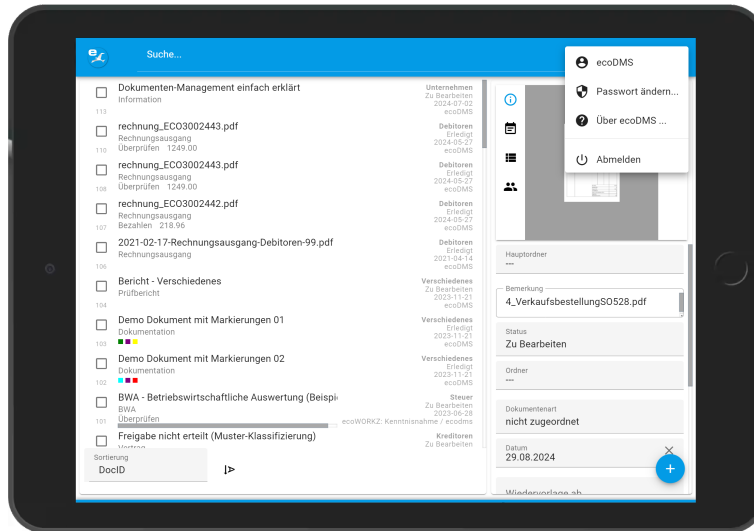 Suche...
ecoDMS
Passwort ändern...
Über ecoDMS ...
Abmelden
Dokumenten-Management einfach erklärt
Information
113
Unternehmen
Zu Bearbeiten
2024-07-02
ecoDMS
rechnung_ECO3002443.pdf
Rechnungsausgang
Überprüfen 1249.00
110
Debitoren
Erledigt
2024-05-27
ecoDMS
rechnung_ECO3002443.pdf
Rechnungsausgang
Überprüfen 1249.00
108
Debitoren
Erledigt
2024-05-27
ecoDMS
rechnung_ECO3002442.pdf
Rechnungsausgang
Bezahlen 218.96
107
Debitoren
Erledigt
2024-05-27
ecoDMS
2021-02-17-Rechnungsausgang-Debitoren-99.pdf
Rechnungsausgang
106
Debitoren
Erledigt
2021-04-14
ecoDMS
Bericht - Verschiedenes
Prüfbericht
104
Verschiedenes
Zu Bearbeiten
2023-11-21
ecoDMS
Demo Dokument mit Markierungen 01
Dokumentation
103
Verschiedenes
Erledigt
2023-11-21
ecoDMS
Demo Dokument mit Markierungen 02
Dokumentation
102
Verschiedenes
Erledigt
2023-11-21
ecoDMS
BWA - Betriebswirtschaftliche Auswertung (Beispi
BWA
Überprüfen
101
Steuer
Zu Bearbeiten
2023-06-28
ecoWORKZ: Kenntnisnahme / ecodms
Freigabe nicht erteilt (Muster-Klassifizierung)
Vertrag
Kreditoren
Zu Bearbeiten
Sortierung
DocID
Hauptordner
---
Bemerkung
4_VerkaufsbestellungSO528.pdf
Status
Zu Bearbeiten
Ordner
---
Dokumentenart
nicht zugeordnet
Datum
29.08.2024
Wiedervorlage ab